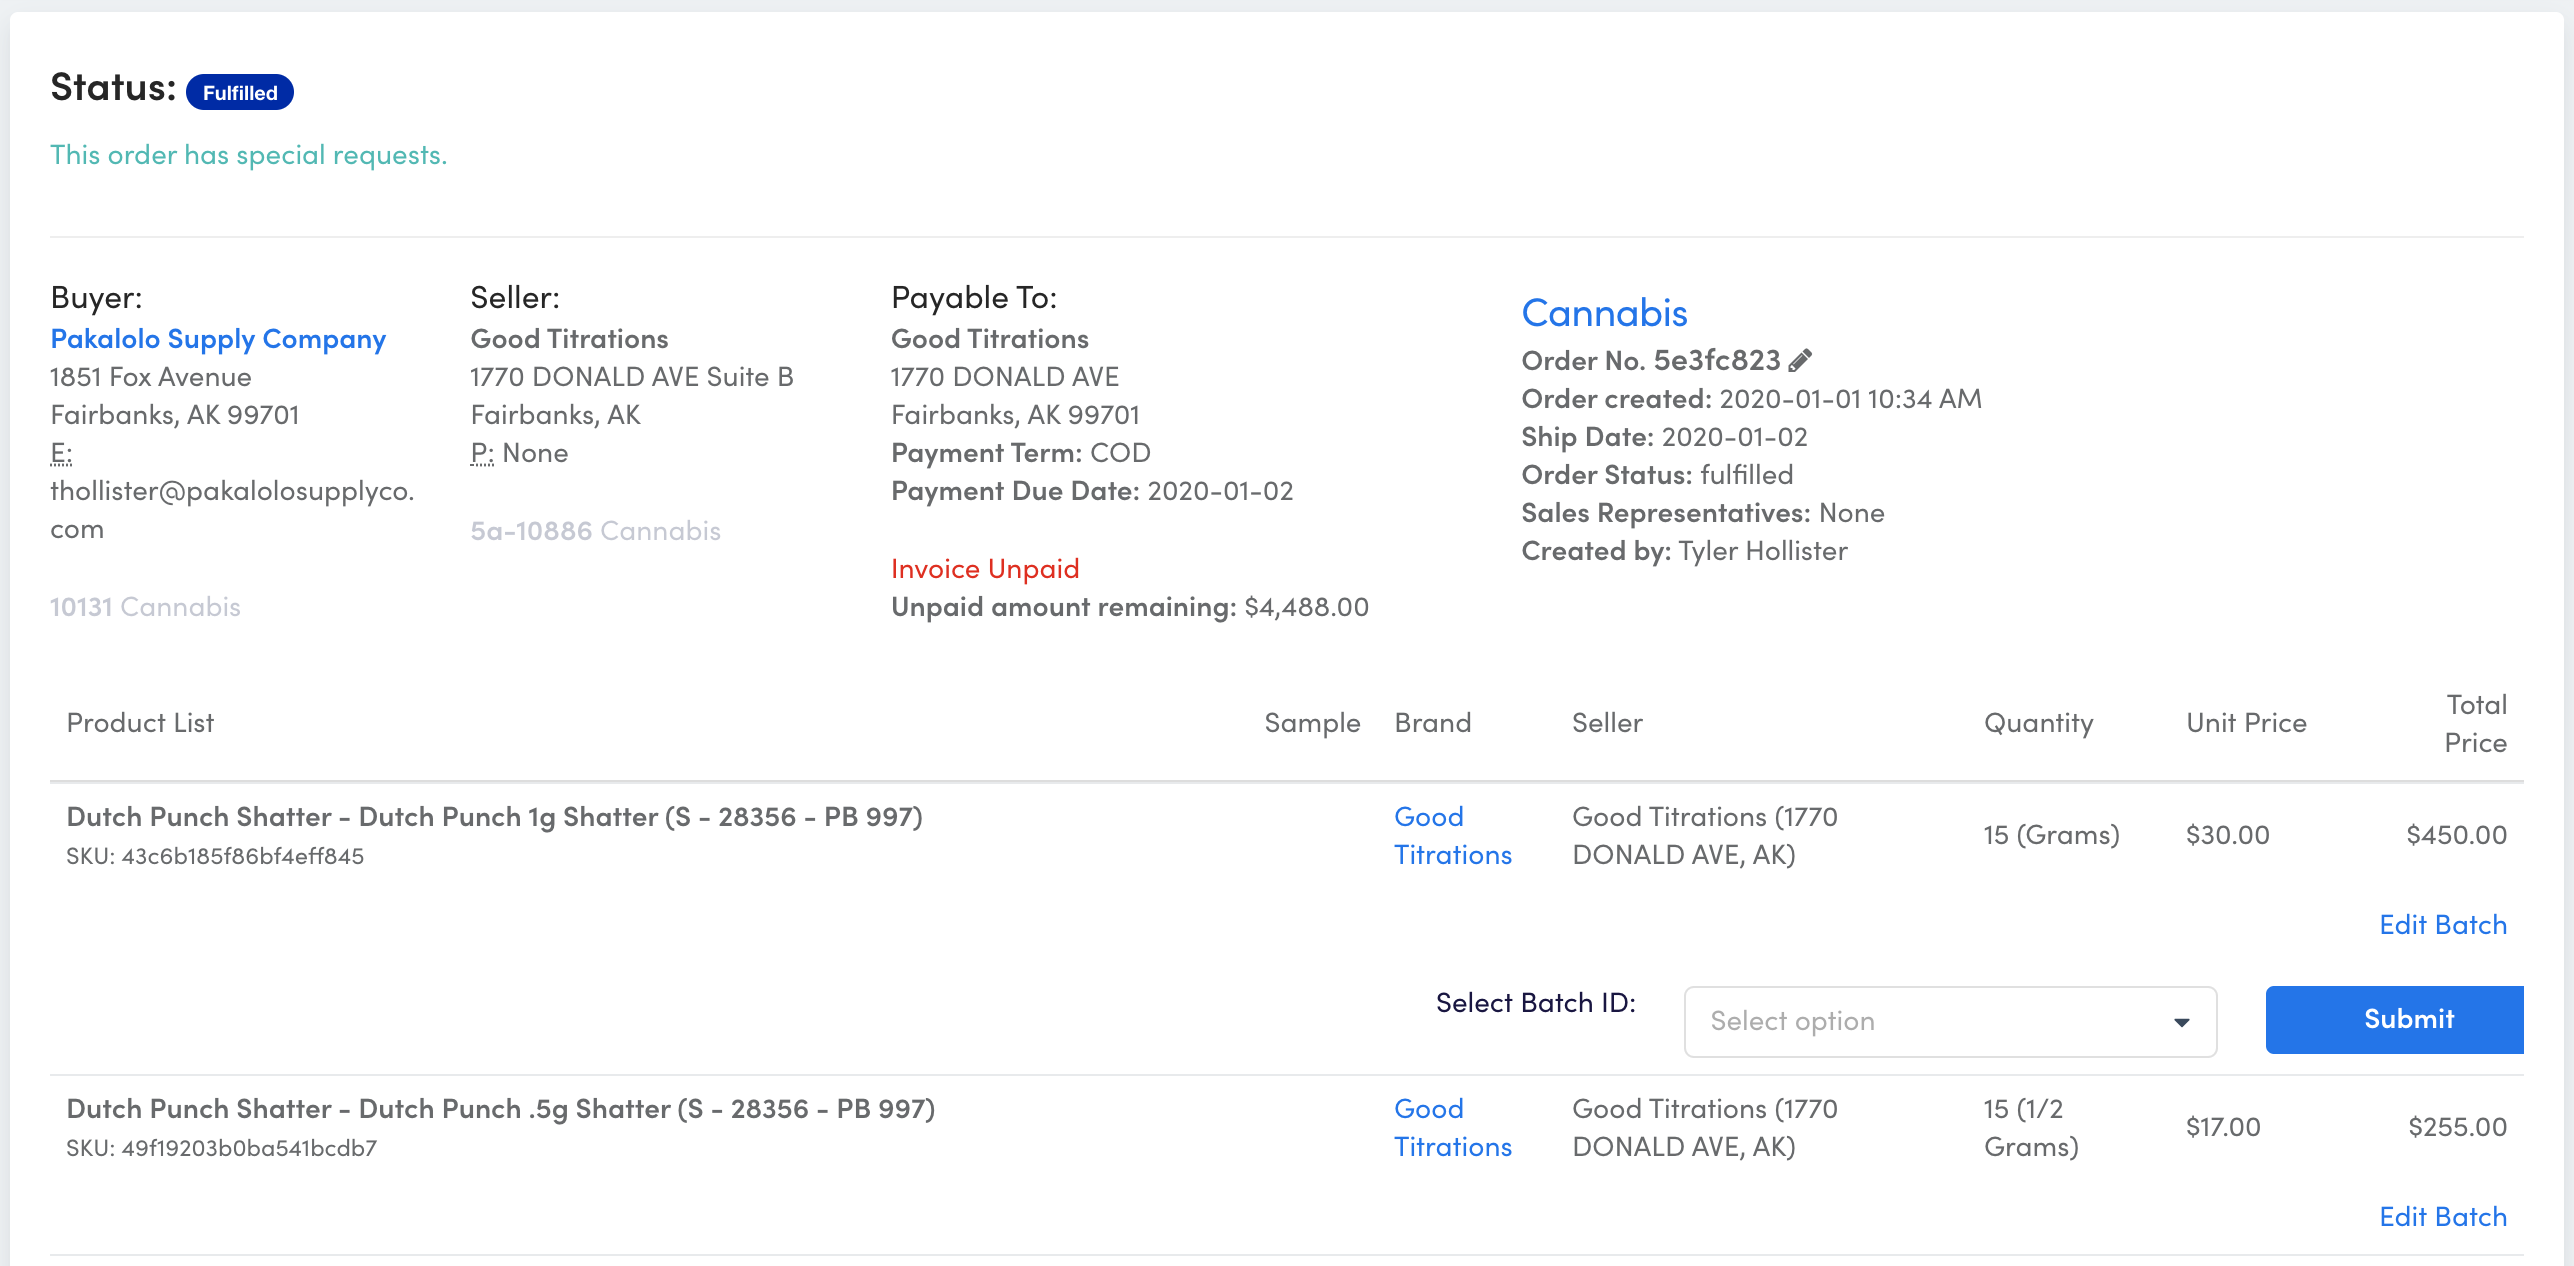 Status: Fulfilled
This order has special requests.
Buyer:
Pakalolo Supply Company
1851 Fox Avenue
Fairbanks, AK 99701
E:
thollister@pakalolosupplyco.
com
10131 Cannabis
Seller:
Good Titrations
1770 DONALD AVE Suite B
Fairbanks, AK
P: None
5a-10886 Cannabis
Payable To:
Good Titrations
1770 DONALD AVE
Fairbanks, AK 99701
Payment Term: COD
Payment Due Date: 2020-01-02
Invoice Unpaid
Unpaid amount remaining: $4,488.00
Cannabis
Order No. 5e3fc823
Order created: 2020-01-01 10:34 AM
Ship Date: 2020-01-02
Order Status: fulfilled
Sales Representatives: None
Created by: Tyler Hollister
Product List Sample Brand Seller Quantity Unit Price Total
Price
Dutch Punch Shatter - Dutch Punch 1g Shatter (S - 28356 - PB 997)
SKU: 43c6b185f86bf4eff845
Good
Titrations
Good Titrations (1770
DONALD AVE, AK)
15 (Grams)
$30.00
$450.00
Edit Batch
Select Batch ID: Select option Submit
Dutch Punch Shatter - Dutch Punch .5g Shatter (S - 28356 - PB 997)
SKU: 49f19203b0ba541bcdb7
Good
Titrations
Good Titrations (1770
DONALD AVE, AK)
15 (1/2
Grams)
$17.00
$255.00
Edit Batch